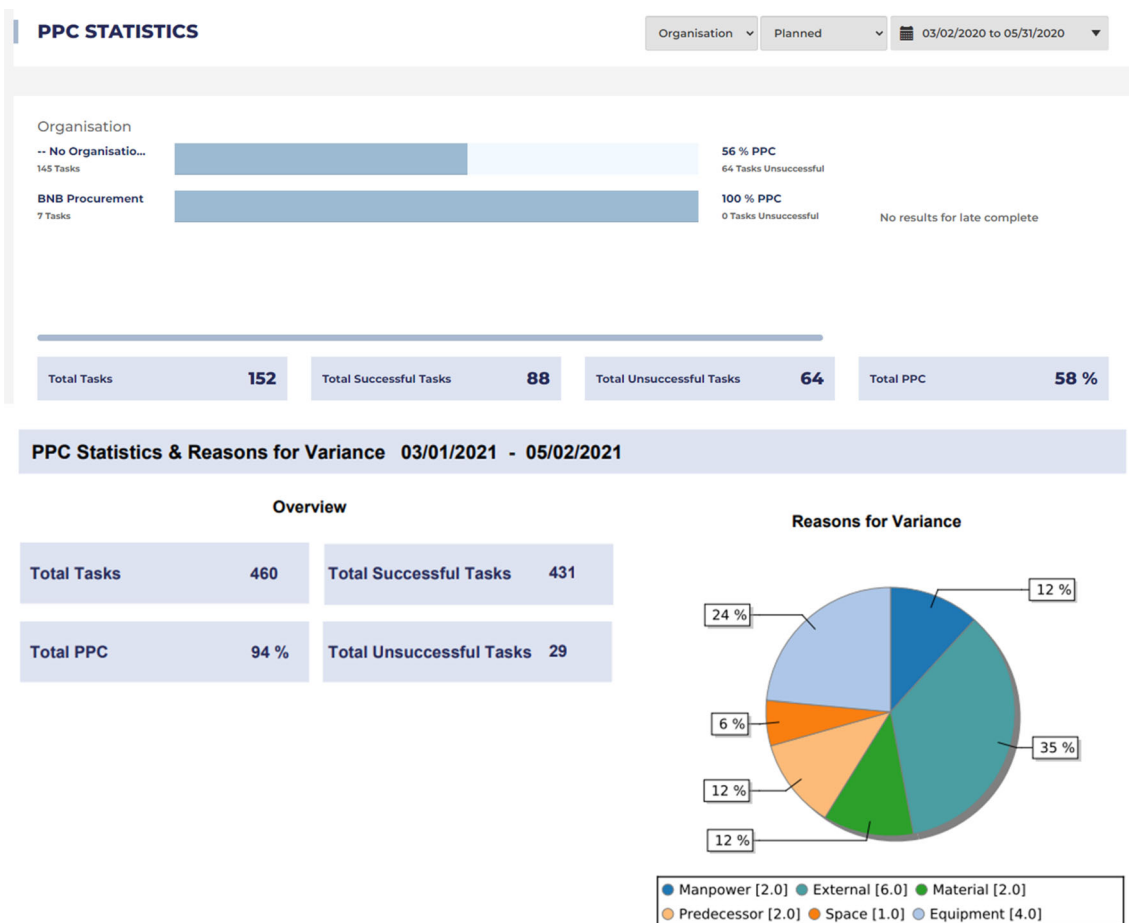 PPC STATISTICS
Organisation Planned 03/02/2020 to 05/31/2020
Organisation
-- No Organisatio...
145 Tasks
56 % PPC
64 Tasks Unsuccessful
BNB Procurement
7 Tasks
100 % PPC
0 Tasks Unsuccessful
No results for late complete
Total Tasks 152 Total Successful Tasks 88 Total Unsuccessful Tasks 64 Total PPC 58 %
PPC Statistics & Reasons for Variance 03/01/2021 - 05/02/2021
Overview
Total Tasks 460 Total Successful Tasks 431
Total PPC 94 % Total Unsuccessful Tasks 29
Reasons for Variance
12 %
24 %
6 %
35 %
12 %
12 %
Manpower [2.0] External [6.0] Material [2.0]
Predecessor [2.0] Space [1.0] Equipment [4.0]